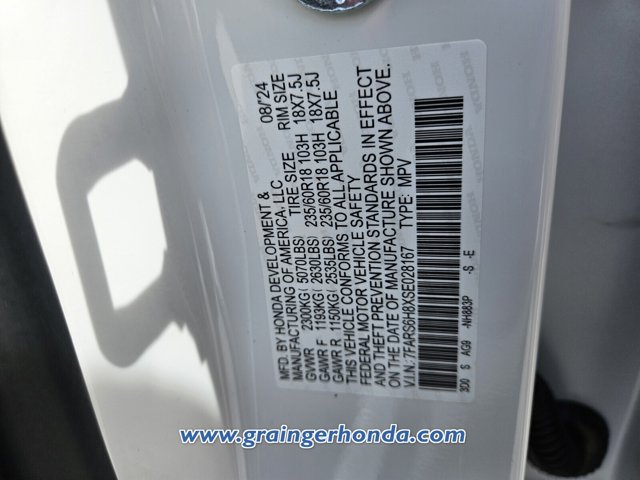 MFD. BY HONDA DEVELOPMENT &
MANUFACTURING OF AMERICA, LLC. 08/'24
TIRE SIZE RIM SIZE
GVWR 2300KG(5070LBS) 235/60R18 103H 18X7.5J
GAWR F 1193KG(2630LBS) 235/60R18 103H 18X7.5J
GAWR R 1150KG(2535LBS)
THIS VEHICLE CONFORMS TO ALL APPLICABLE
FEDERAL MOTOR VEHICLE SAFETY
AND THEFT PREVENTION STANDARDS IN EFFECT
ON THE DATE OF MANUFACTURE SHOWN ABOVE.
V.I.N.: 7FARS6H8XSE028167 TYPE: MPV
3D0 S AG9 -NH883P -S -E
HONDA
www.graingerhonda.com